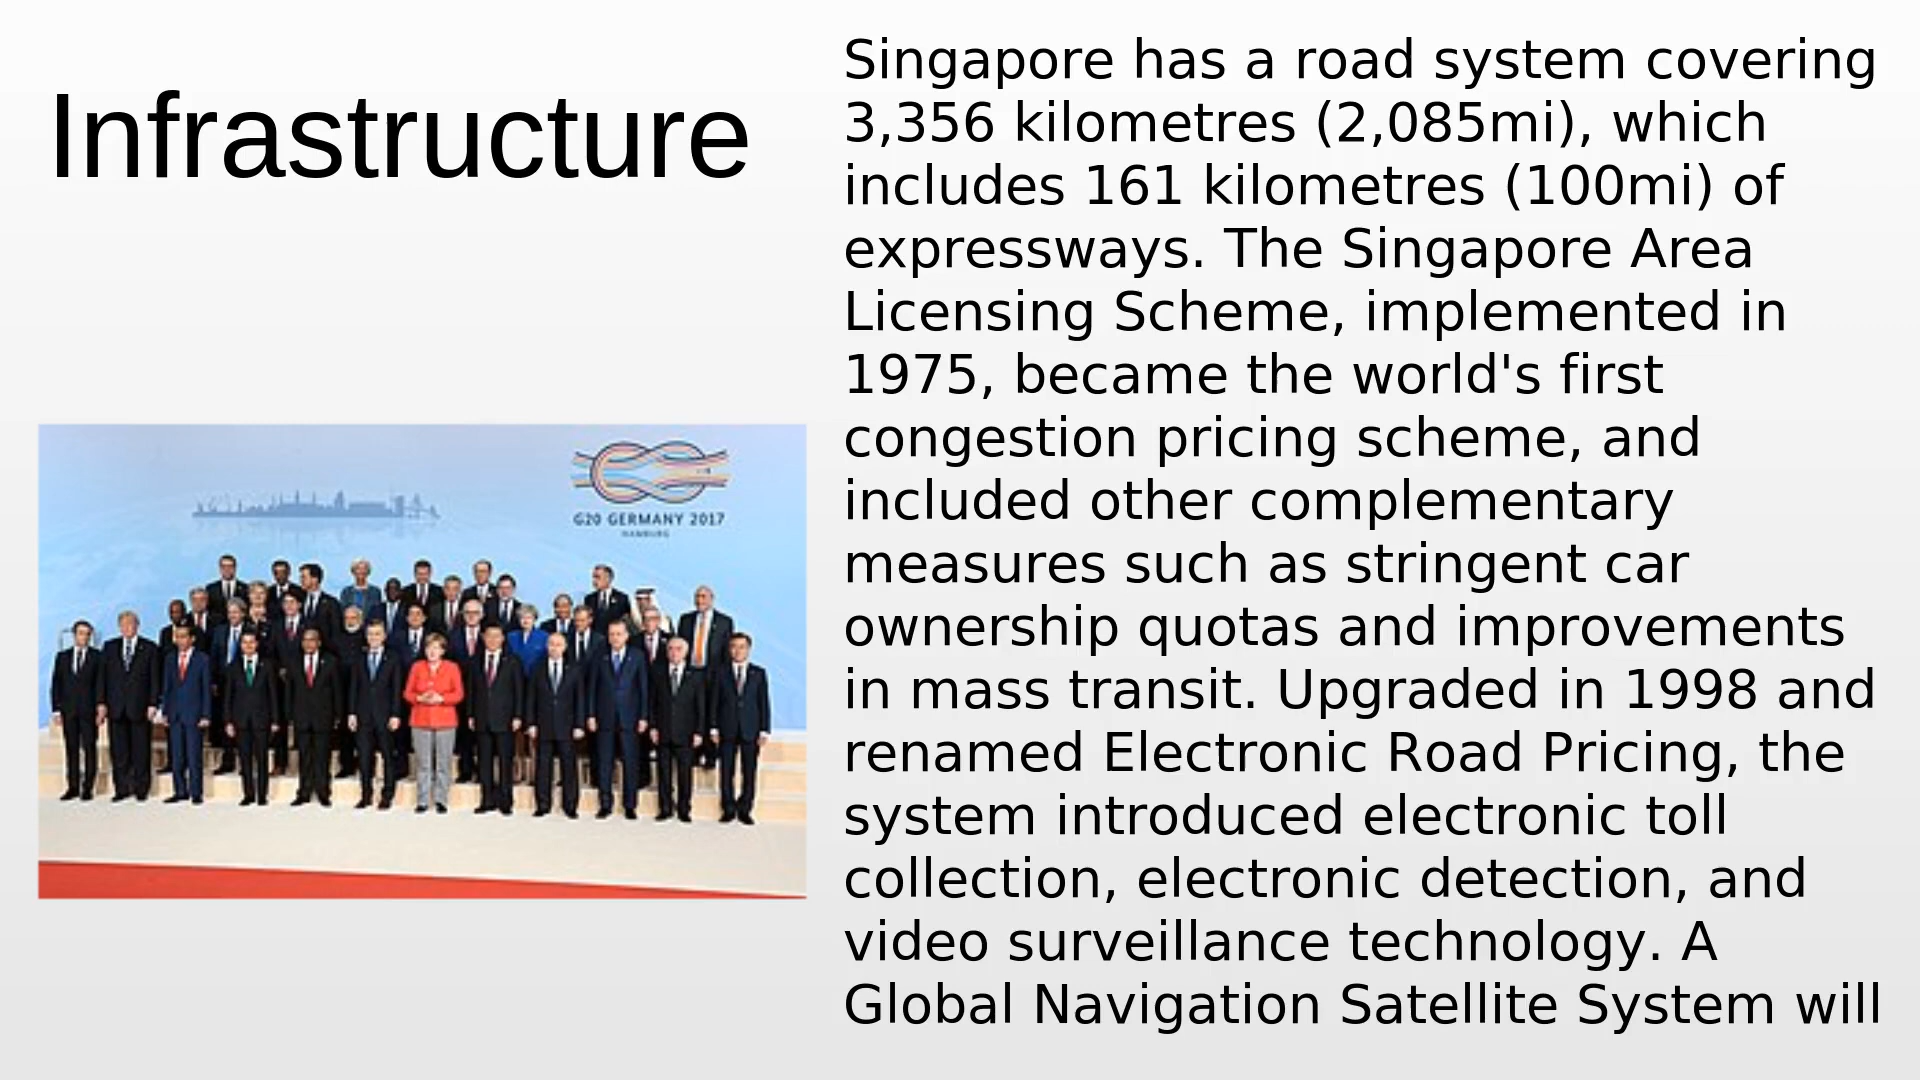 Infrastructure
Singapore has a road system covering
3,356 kilometres (2,085mi), which
includes 161 kilometres (100mi) of
expressways. The Singapore Area
Licensing Scheme, implemented in
1975, became the world's first
congestion pricing scheme, and
included other complementary
measures such as stringent car
ownership quotas and improvements
in mass transit. Upgraded in 1998 and
renamed Electronic Road Pricing, the
system introduced electronic toll
collection, electronic detection, and
video surveillance technology. A
Global Navigation Satellite System will
G20 GERMANY 2017
HAMBURG